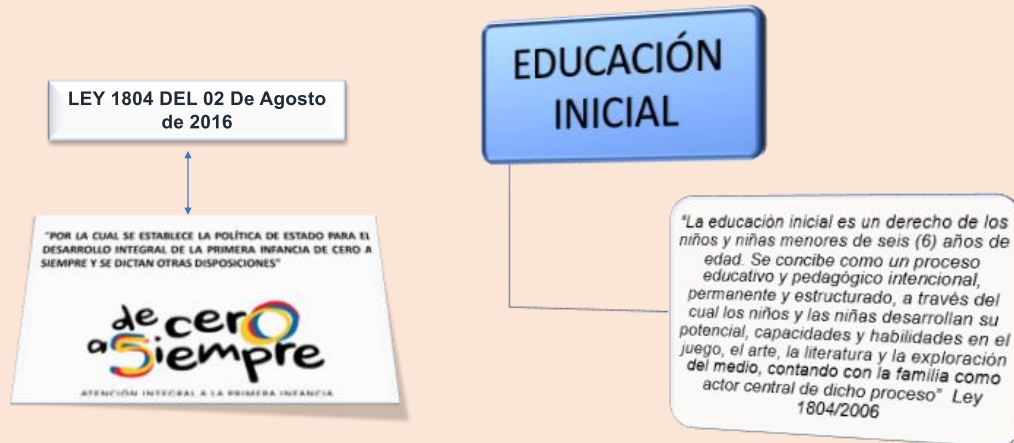 LEY 1804 DEL 02 De Agosto
de 2016
"POR LA CUAL SE ESTABLECE LA POLÍTICA DE ESTADO PARA EL
DESARROLLO INTEGRAL DE LA PRIMERA INFANCIA DE CERO A
SIEMPRE Y SE DICTAN OTRAS DISPOSICIONES"
de cero
a Siempre
ATENCIÓN INTEGRAL A LA PRIMERA INFANCIA
EDUCACIÓN
INICIAL
"La educación inicial es un derecho de los
niños y niñas menores de seis (6) años de
edad. Se concibe como un proceso
educativo y pedagógico intencional,
permanente y estructurado, a través del
cual los niños y las niñas desarrollan su
potencial, capacidades y habilidades en el
juego, el arte, la literatura y la exploración
del medio, contando con la familia como
actor central de dicho proceso" Ley
1804/2006